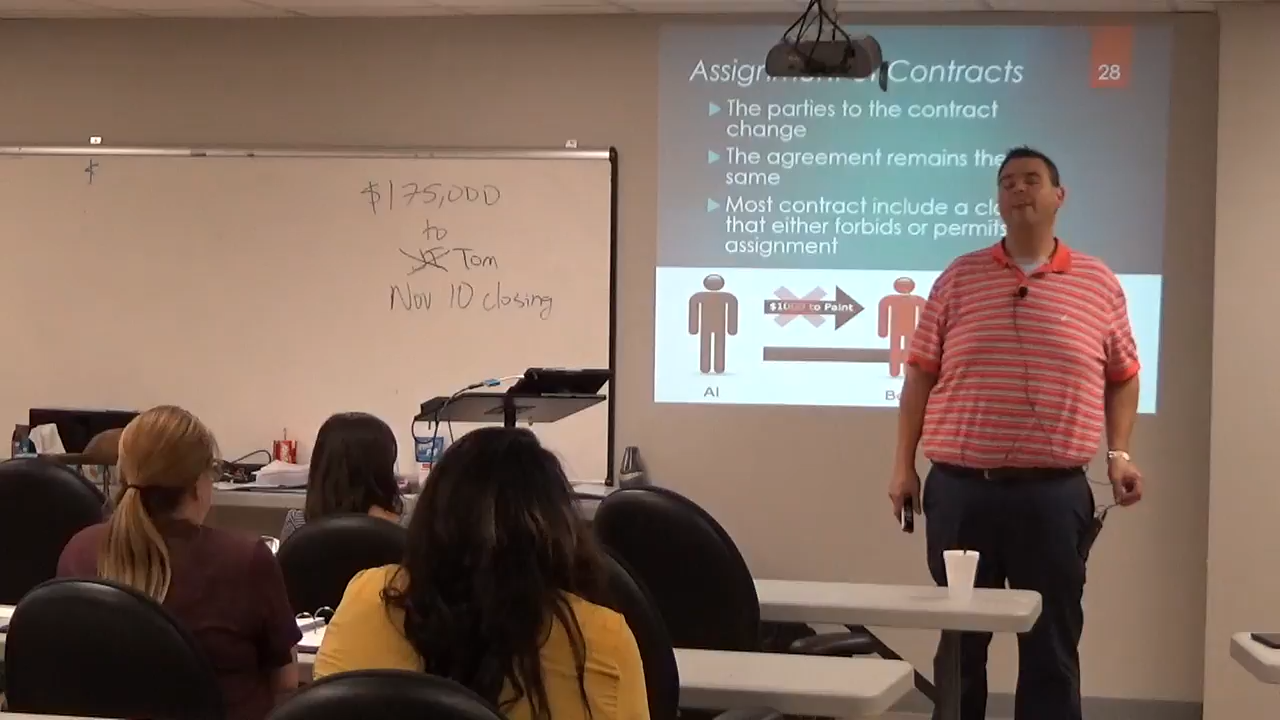 $
$175,000
to
Tom
Nov 10 closing
Contracts
28
The parties to the contract
change
The agreement remains the
same
Most contract include a
that either forbids or permits
assignment
to Paint
Al